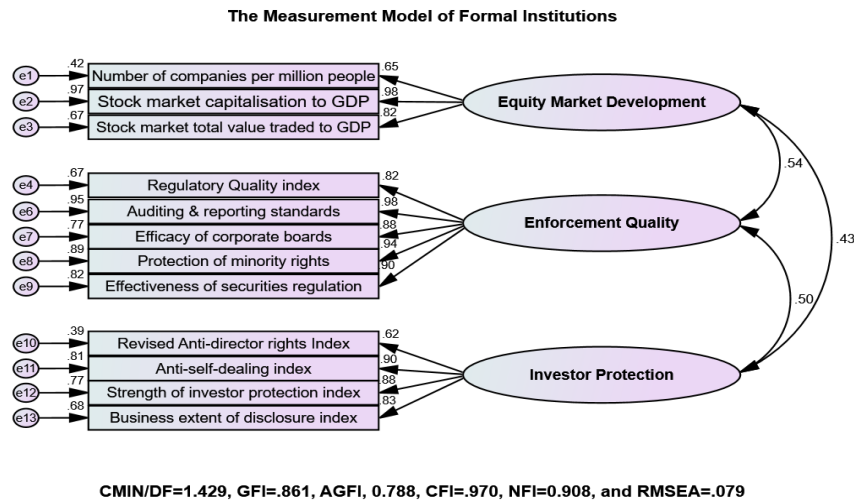 The Measurement Model of Formal Institutions
e1 .42 Number of companies per million people .65
e2 .97 Stock market capitalisation to GDP .98
e3 .67 Stock market total value traded to GDP .82
Equity Market Development
.54
e4 .67 Regulatory Quality index .82
e6 .95 Auditing & reporting standards .98
e7 .77 Efficacy of corporate boards .88
e8 .89 Protection of minority rights .94
e9 .82 Effectiveness of securities regulation .90
Enforcement Quality
.43
.50
e10 .39 Revised Anti-director rights Index .62
e11 .81 Anti-self-dealing index .90
e12 .77 Strength of investor protection index .88
e13 .68 Business extent of disclosure index .83
Investor Protection
CMIN/DF=1.429, GFI=.861, AGFI, 0.788, CFI=.970, NFI=0.908, and RMSEA=.079